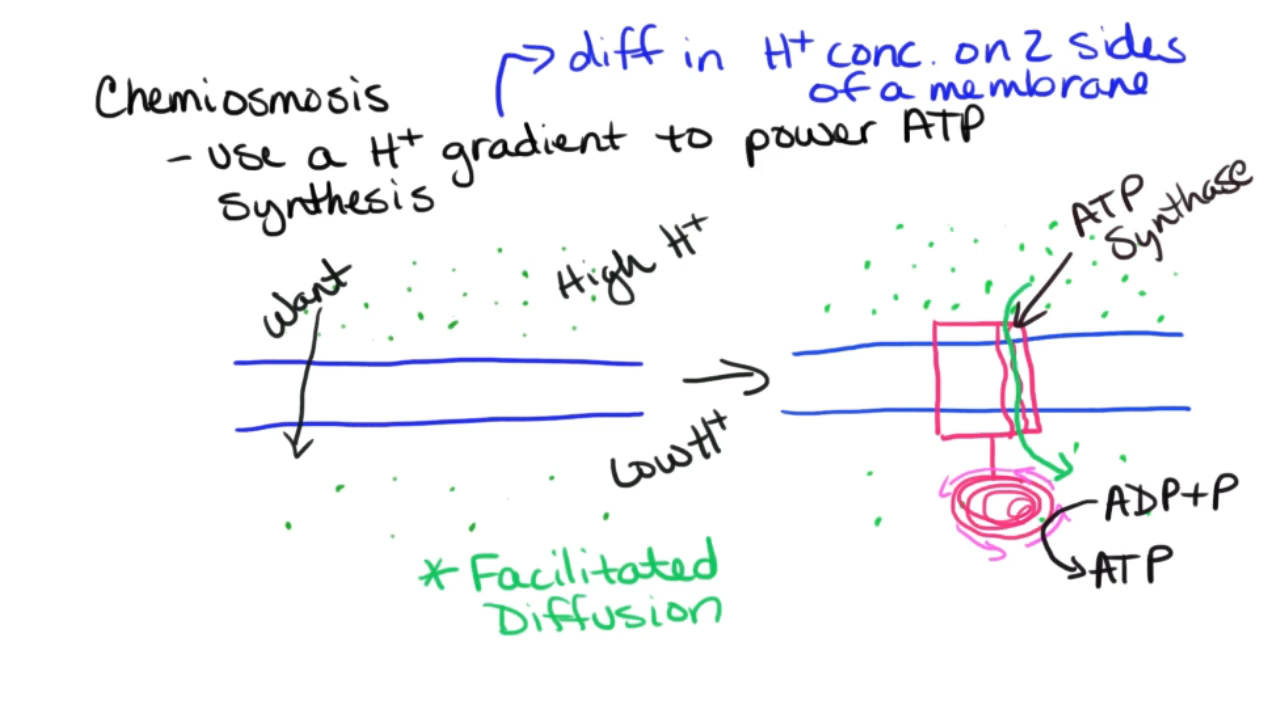 diff in H⁺ conc. on 2 sides
of a membrane
Chemiosmosis
- use a H⁺ gradient to power ATP
synthesis
ATP
Synthase
Want
High H⁺
Low H⁺
ADP+P
ATP
* Facilitated
Diffusion